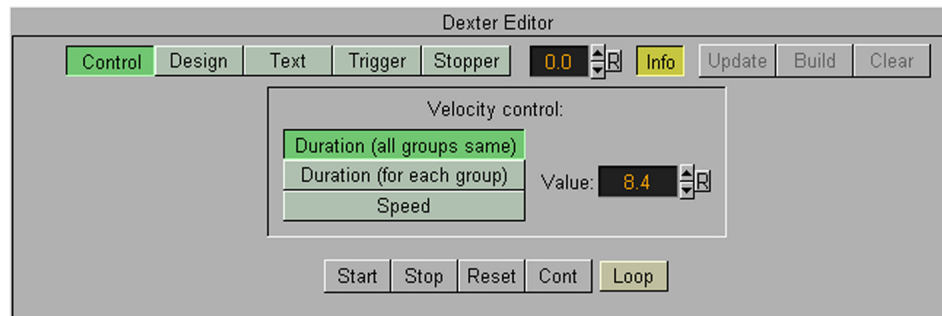 Dexter Editor
Control Design Text Trigger Stopper 0.0 R Info Update Build Clear
Velocity control:
Duration (all groups same)
Duration (for each group) Value: 8.4 R
Speed
Start Stop Reset Cont Loop